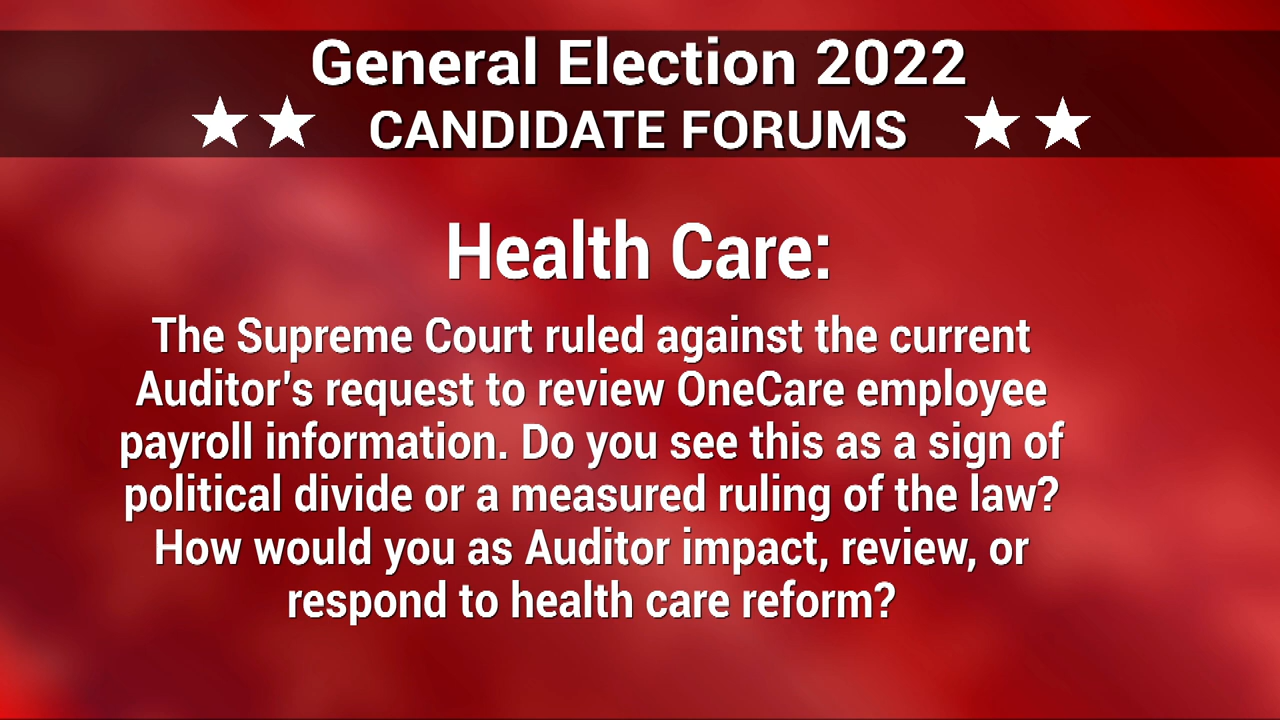 General Election 2022
CANDIDATE FORUMS
Health Care:
The Supreme Court ruled against the current
Auditor's request to review OneCare employee
payroll information. Do you see this as a sign of
political divide or a measured ruling of the law?
How would you as Auditor impact, review, or
respond to health care reform?